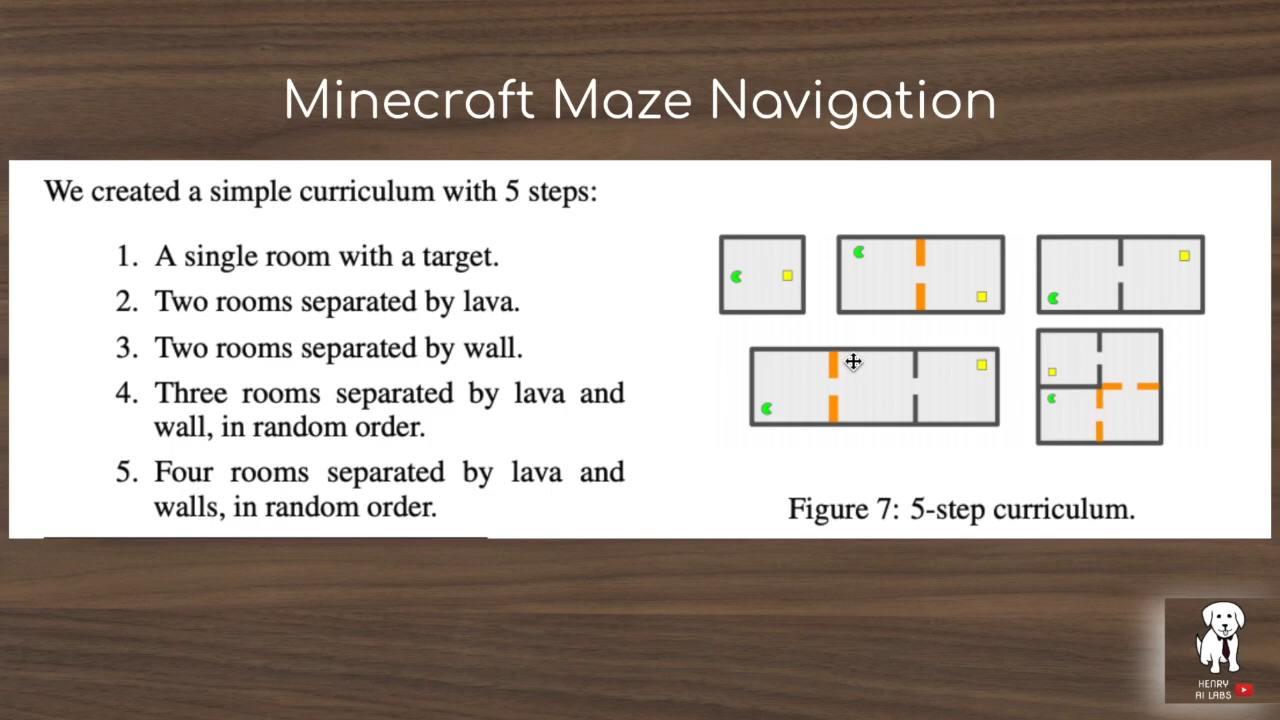 Minecraft Maze Navigation
We created a simple curriculum with 5 steps:
1. A single room with a target.
2. Two rooms separated by lava.
3. Two rooms separated by wall.
4. Three rooms separated by lava and
wall, in random order.
5. Four rooms separated by lava and
walls, in random order.
Figure 7: 5-step curriculum.
HENRY
AI LABS